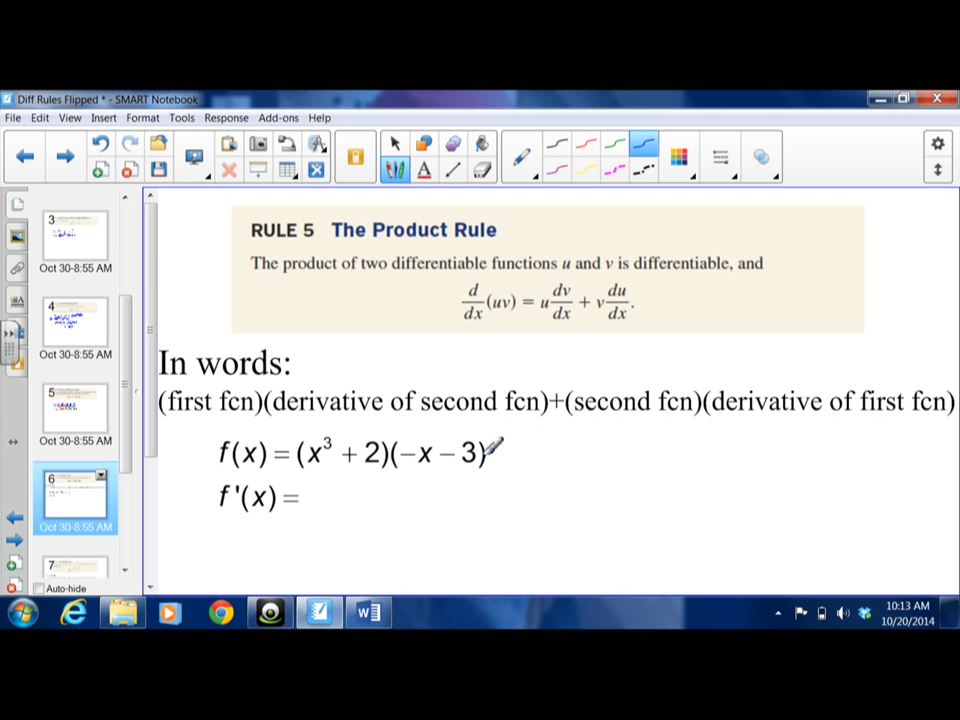 Diff Rules Flipped * - SMART Notebook
File Edit View Insert Format Tools Response Add-ons Help
3
Oct 30-8:55 AM
4
Oct 30-8:55 AM
5
Oct 30-8:55 AM
6
Oct 30-8:55 AM
7
Auto-hide
RULE 5 The Product Rule
The product of two differentiable functions u and v is differentiable, and
d/dx (uv) = u dv/dx + v du/dx.
In words:
(first fcn)(derivative of second fcn)+(second fcn)(derivative of first fcn)
f(x) = (x³ + 2)(−x − 3)
f '(x) =
10:13 AM
10/20/2014